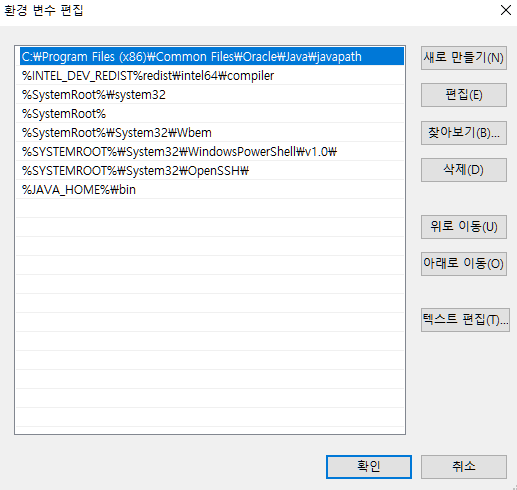 환경 변수 편집
C:₩Program Files (x86)₩Common Files₩Oracle₩Java₩javapath
%INTEL_DEV_REDIST%redist₩intel64₩compiler
%SystemRoot%₩system32
%SystemRoot%
%SystemRoot%₩System32₩Wbem
%SYSTEMROOT%₩System32₩WindowsPowerShell₩v1.0₩
%SYSTEMROOT%₩System32₩OpenSSH₩
%JAVA_HOME%₩bin
새로 만들기(N)
편집(E)
찾아보기(B)...
삭제(D)
위로 이동(U)
아래로 이동(O)
텍스트 편집(T)...
확인
취소